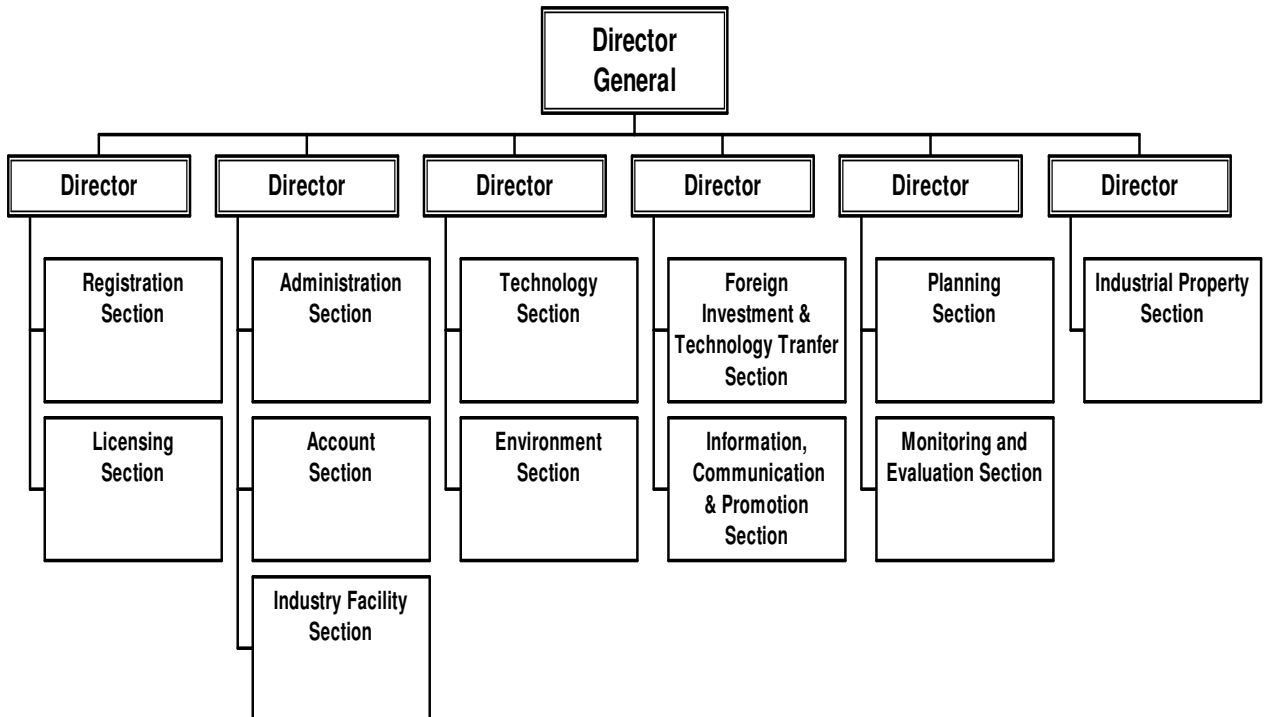 Director
General
Director
Director
Director
Director
Director
Director
Registration
Section
Administration
Section
Technology
Section
Foreign
Investment &
Technology Tranfer
Section
Planning
Section
Industrial Property
Section
Licensing
Section
Account
Section
Environment
Section
Information,
Communication
& Promotion
Section
Monitoring and
Evaluation Section
Industry Facility
Section